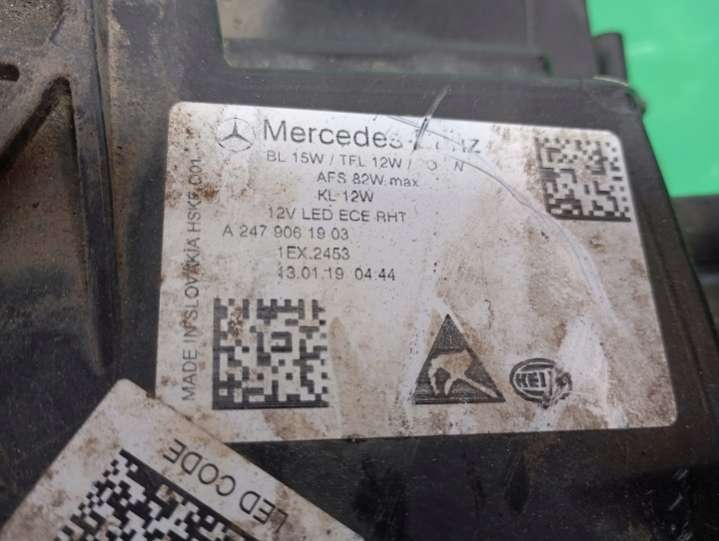 Mercedes
BL 15W / TFL 12W /
AFS 82W max
KL 12W
12V LED ECE RHT
A 247 906 19 03
1EX.2453
13.01.19 04:44
MADE IN SLOVAKIA
LED CODE